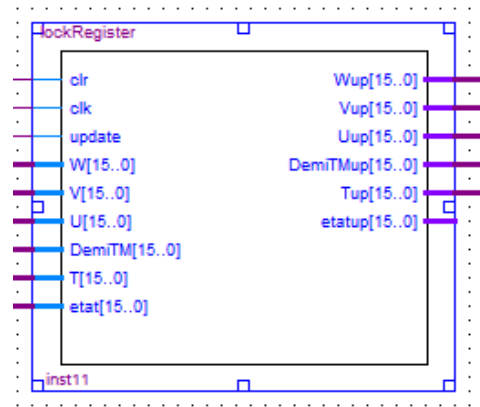 lockRegister
clr
clk
update
W[15..0]
V[15..0]
U[15..0]
DemiTM[15..0]
T[15..0]
etat[15..0]
Wup[15..0]
Vup[15..0]
Uup[15..0]
DemiTMup[15..0]
Tup[15..0]
etatup[15..0]
inst11